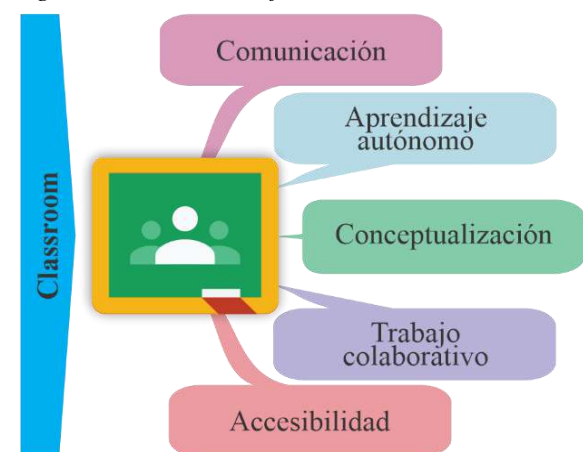 Comunicación
Aprendizaje
autónomo
Classroom
Conceptualización
Trabajo
colaborativo
Accesibilidad